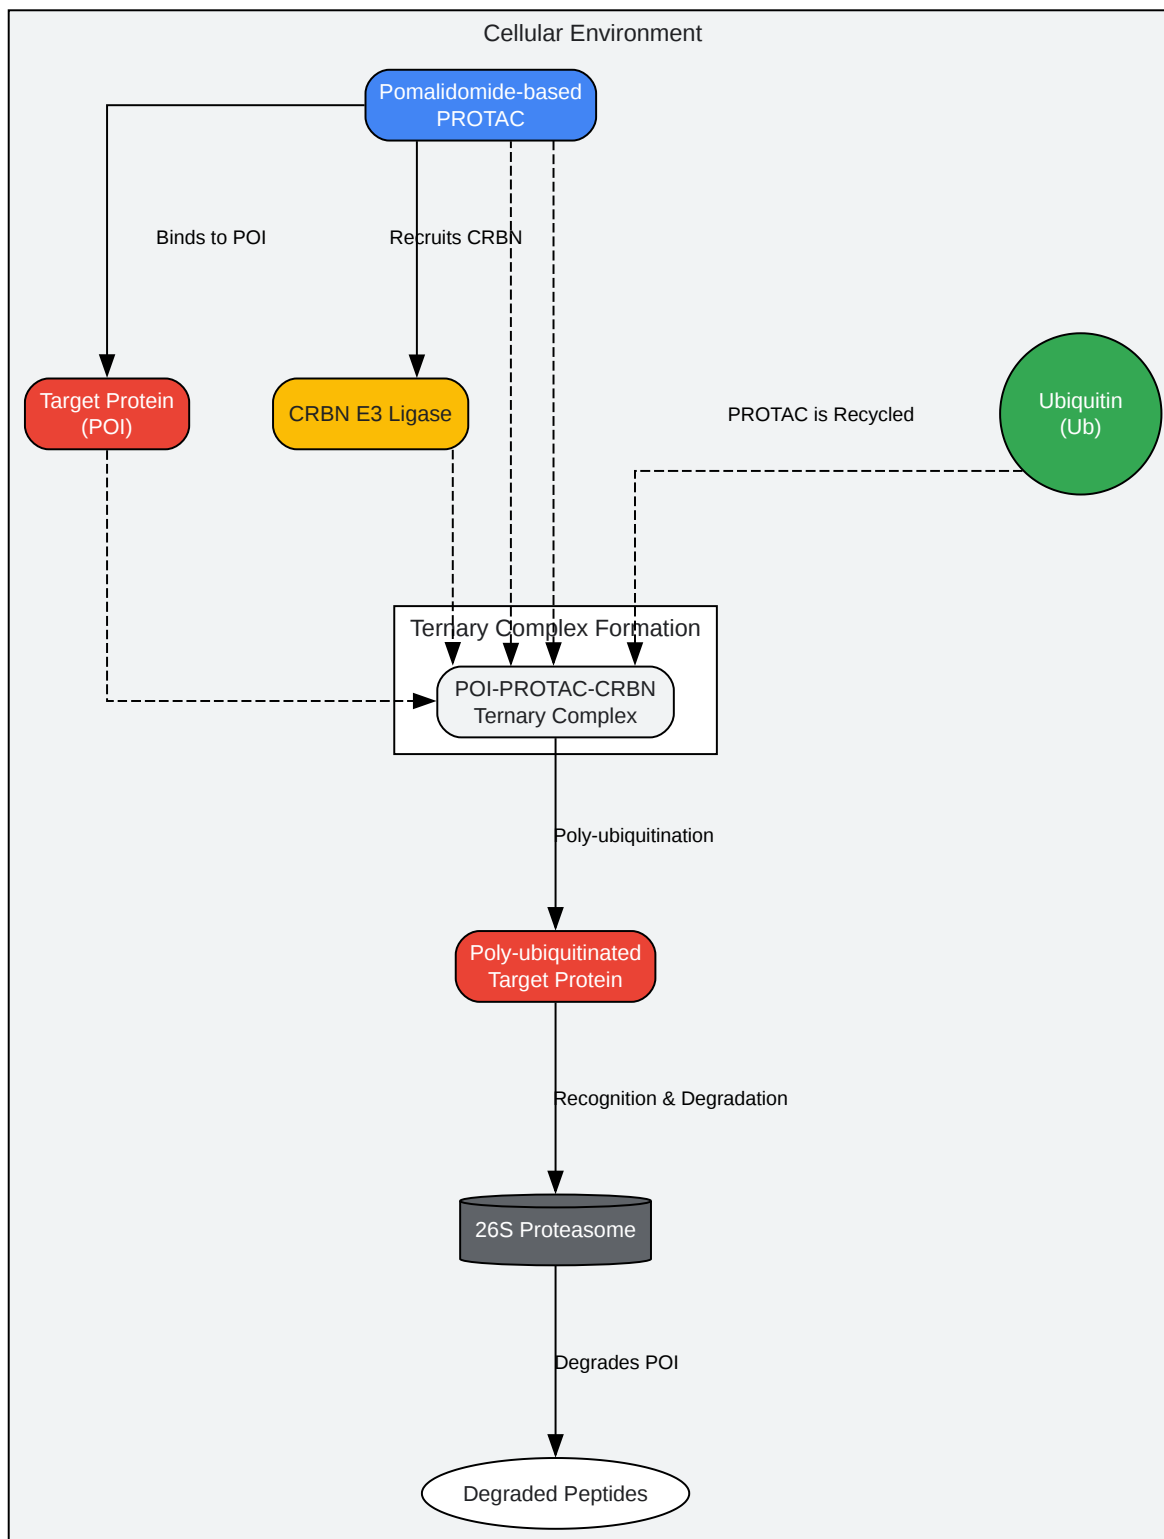 Cellular Environment
Pomalidomide-based
PROTAC
Binds to POI
Recruits CRBN
Target Protein
(POI)
CRBN E3 Ligase
PROTAC is Recycled
Ubiquitin
(Ub)
Ternary Complex Formation
POI-PROTAC-CRBN
Ternary Complex
Poly-ubiquitination
Poly-ubiquitinated
Target Protein
Recognition & Degradation
26S Proteasome
Degrades POI
Degraded Peptides